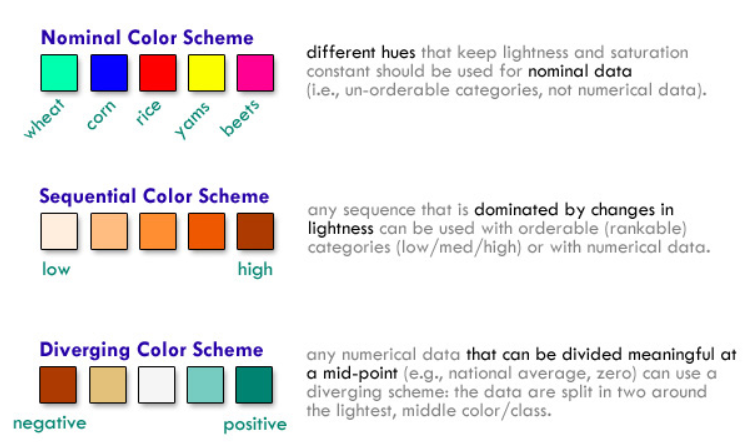 Nominal Color Scheme
wheat
corn
rice
yams
beets
different hues that keep lightness and saturation
constant should be used for nominal data
(i.e., un-orderable categories, not numerical data).
Sequential Color Scheme
low
high
any sequence that is dominated by changes in
lightness can be used with orderable (rankable)
categories (low/med/high) or with numerical data.
Diverging Color Scheme
negative
positive
any numerical data that can be divided meaningful at
a mid-point (e.g., national average, zero) can use a
diverging scheme: the data are split in two around
the lightest, middle color/class.